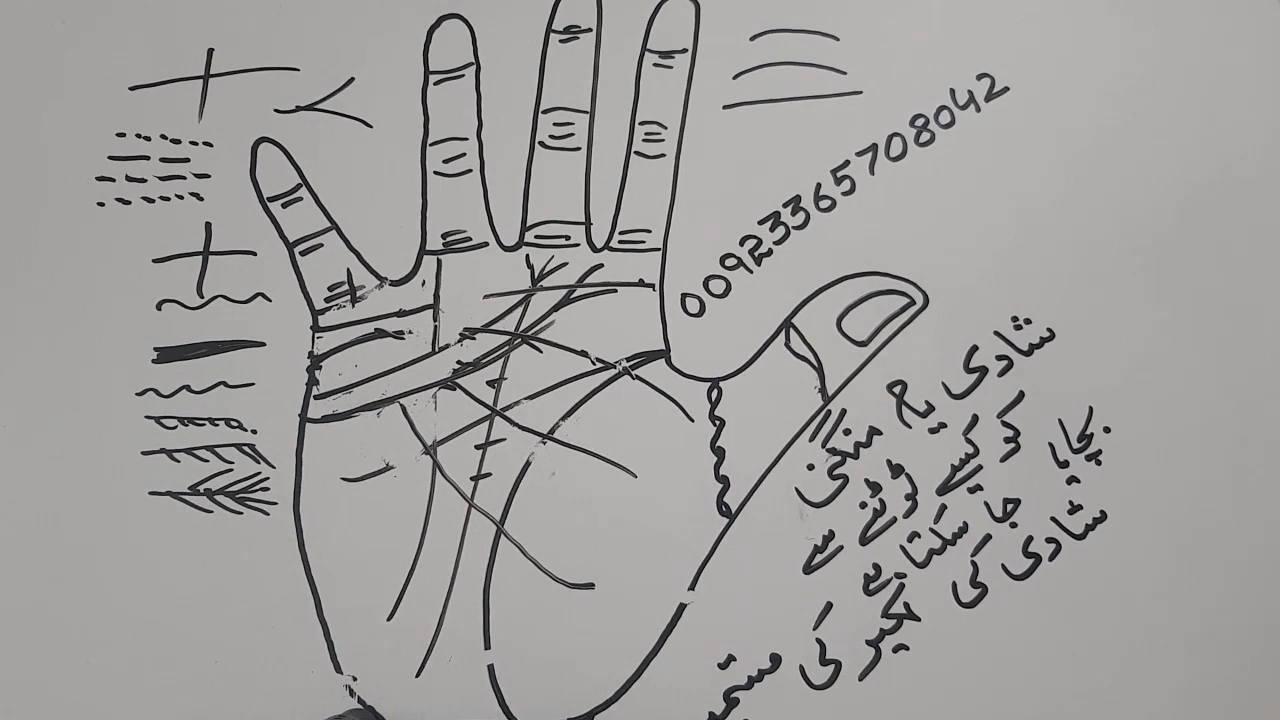 00923365708042
شادی یا منگنی
کو کیسے ٹوٹنے سے
بچایا جا سکتا ہے
شادی کی لکیر کی